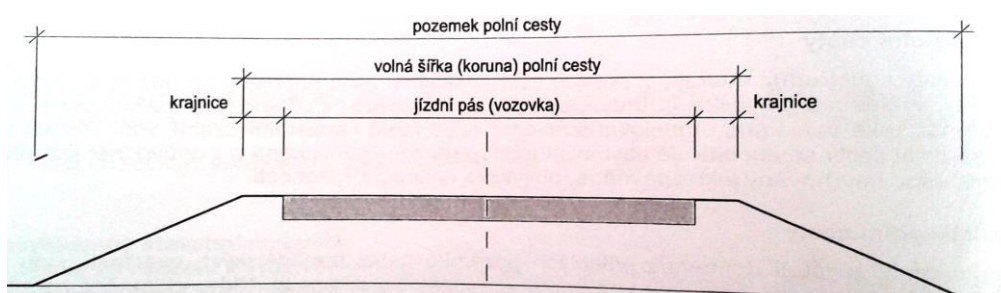 pozemek polní cesty
volná šířka (koruna) polní cesty
krajnice
jízdní pás (vozovka)
krajnice